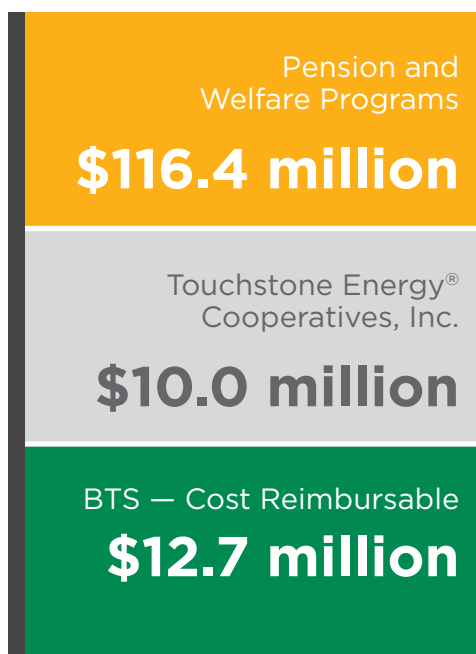 Pension and
Welfare Programs
$116.4 million
Touchstone Energy®
Cooperatives, Inc.
$10.0 million
BTS — Cost Reimbursable
$12.7 million